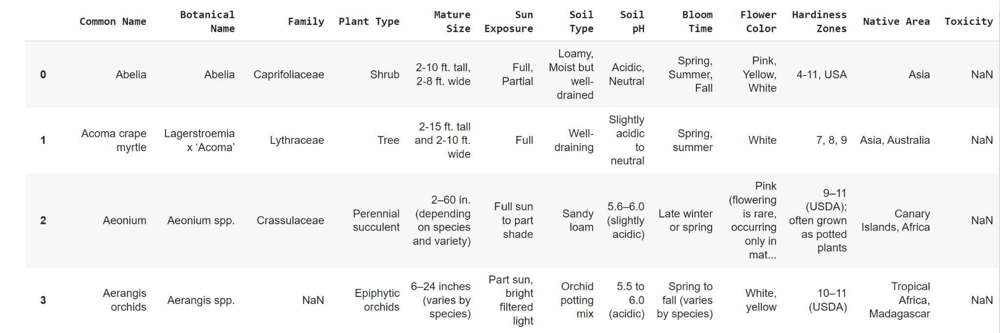 Common Name Botanical Name Family Plant Type Mature Size Sun Exposure Soil Type Soil pH Bloom Time Flower Color Hardiness Zones Native Area Toxicity
0 Abelia Abelia Caprifoliaceae Shrub 2-10 ft. tall, 2-8 ft. wide Full, Partial Loamy, Moist but well-drained Acidic, Neutral Spring, Summer, Fall Pink, Yellow, White 4-11, USA Asia NaN
1 Acoma crape myrtle Lagerstroemia x ‘Acoma’ Lythraceae Tree 2-15 ft. tall and 2-10 ft. wide Full Well-draining Slightly acidic to neutral Spring, summer White 7, 8, 9 Asia, Australia NaN
2 Aeonium Aeonium spp. Crassulaceae Perennial succulent 2–60 in. (depending on species and variety) Full sun to part shade Sandy loam 5.6–6.0 (slightly acidic) Late winter or spring Pink (flowering is rare, occurring only in mat... 9–11 (USDA); often grown as potted plants Canary Islands, Africa NaN
3 Aerangis orchids Aerangis spp. NaN Epiphytic orchids 6–24 inches (varies by species) Part sun, bright filtered light Orchid potting mix 5.5 to 6.0 (acidic) Spring to fall (varies by species) White, yellow 10–11 (USDA) Tropical Africa, Madagascar NaN